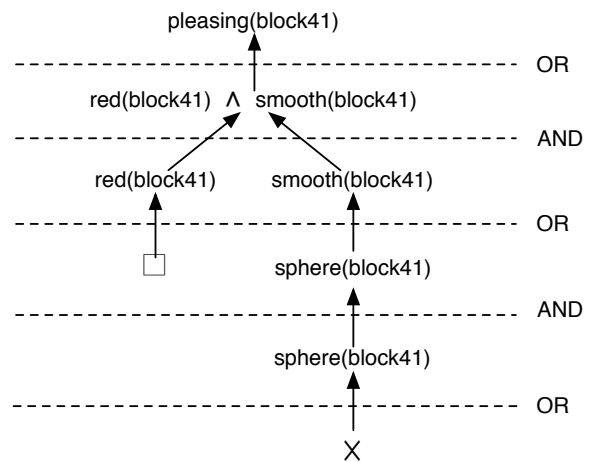 pleasing(block41)
OR
red(block41) ∧ smooth(block41)
AND
red(block41) smooth(block41)
OR
sphere(block41)
AND
sphere(block41)
OR
X